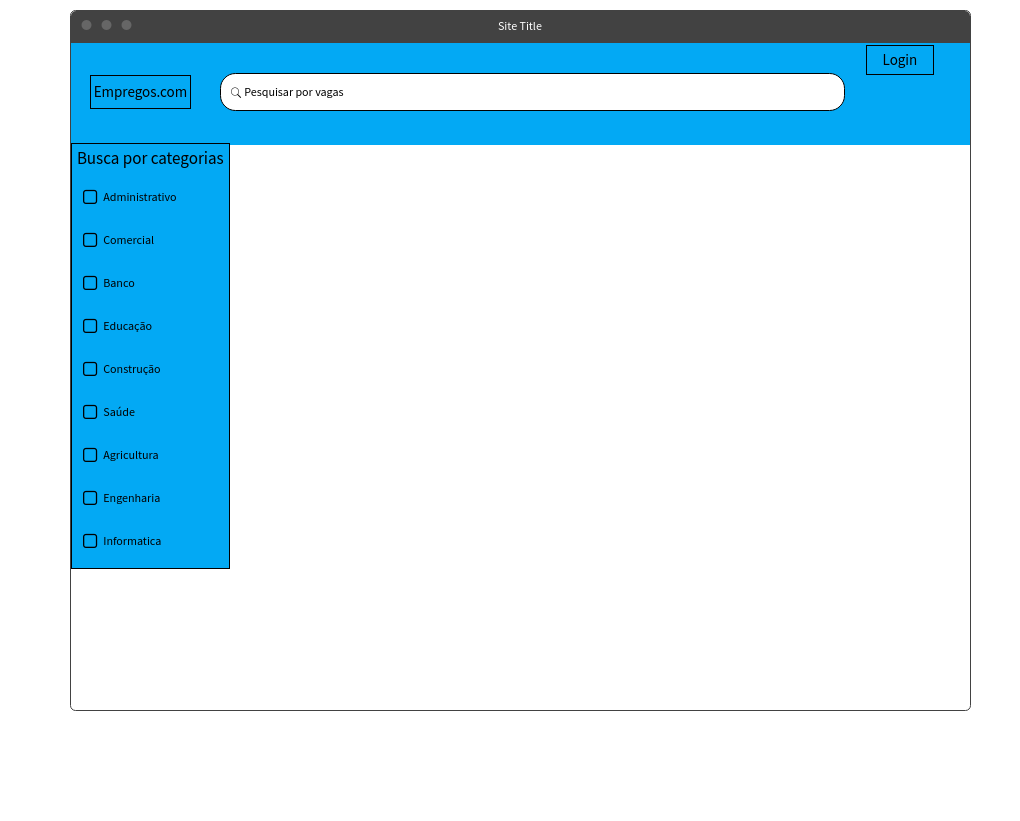 Site Title
Login
Empregos.com
Pesquisar por vagas
Busca por categorias
Administrativo
Comercial
Banco
Educação
Construção
Saúde
Agricultura
Engenharia
Informatica